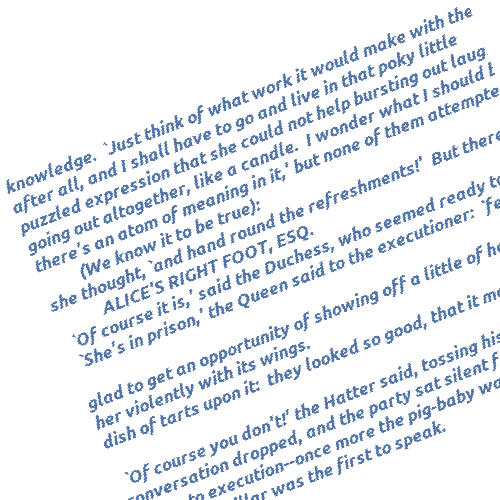 knowledge.  `Just think of what work it would make with the
after all, and I shall have to go and live in that poky little
puzzled expression that she could not help bursting out laug
going out altogether, like a candle.  I wonder what I should
there's an atom of meaning in it,' but none of them attempte
(We know it to be true):
she thought, `and hand round the refreshments!'  But there
ALICE'S RIGHT FOOT, ESQ.
`Of course it is,' said the Duchess, who seemed ready to
`She's in prison,' the Queen said to the executioner: `fe
glad to get an opportunity of showing off a little of he
her violently with its wings.
dish of tarts upon it:  they looked so good, that it
`Of course you don't!' the Hatter said, tossing his
conversation dropped, and the party sat silent f
to execution--once more the pig-baby wa
was the first to speak.